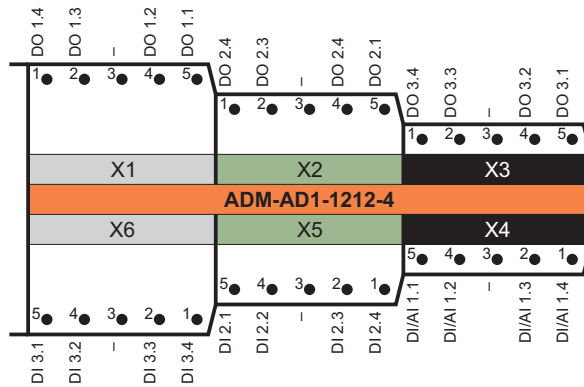 DO 1.4 DO 1.3 – DO 1.2 DO 1.1
1 2 3 4 5
DO 2.4 DO 2.3 – DO 2.4 DO 2.1
1 2 3 4 5
DO 3.4 DO 3.3 – DO 3.2 DO 3.1
1 2 3 4 5
X1 X2 X3
ADM-AD1-1212-4
X6 X5 X4
5 4 3 2 1
DI/AI 1.1 DI/AI 1.2 – DI/AI 1.3 DI/AI 1.4
5 4 3 2 1
DI 2.1 DI 2.2 – DI 2.3 DI 2.4
5 4 3 2 1
DI 3.1 DI 3.2 – DI 3.3 DI 3.4